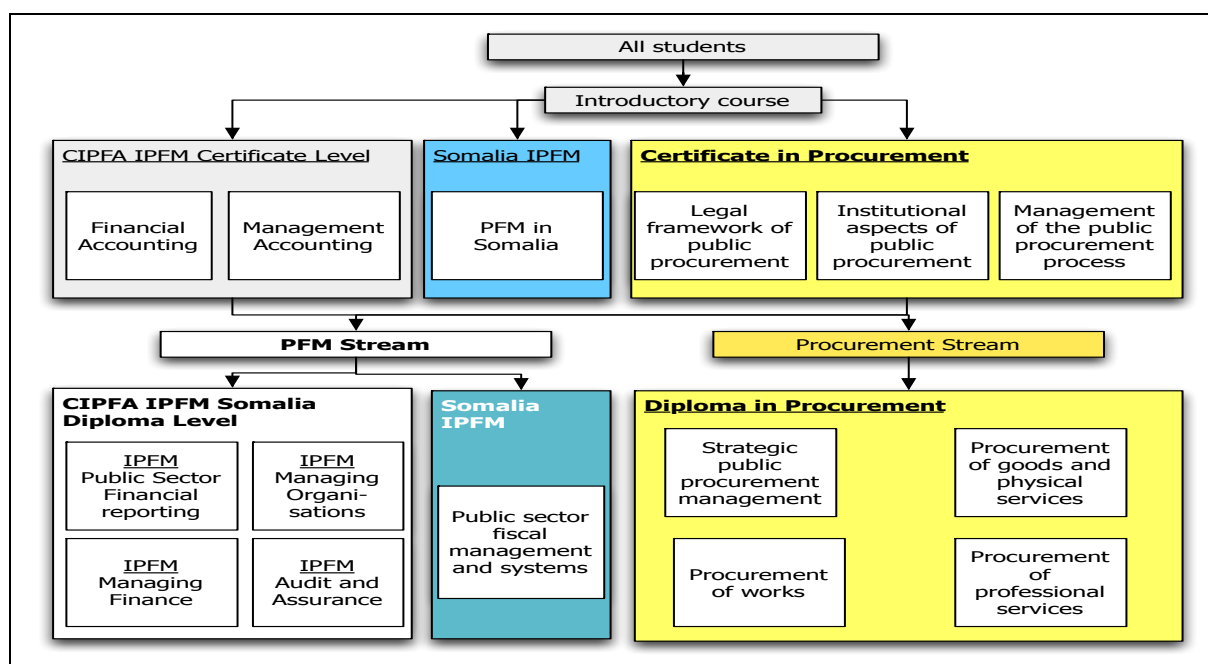 All students
Introductory course
CIPFA IPFM Certificate Level
Financial
Accounting
Management
Accounting
Somalia IPFM
PFM in
Somalia
Certificate in Procurement
Legal
framework of
public
procurement
Institutional
aspects of
public
procurement
Management
of the public
procurement
process
PFM Stream
Procurement Stream
CIPFA IPFM Somalia
Diploma Level
IPFM
Public Sector
Financial
reporting
IPFM
Managing
Organi-
sations
IPFM
Managing
Finance
IPFM
Audit and
Assurance
Somalia
IPFM
Public sector
fiscal
management
and systems
Diploma in Procurement
Strategic
public
procurement
management
Procurement
of goods and
physical
services
Procurement
of works
Procurement
of
professional
services